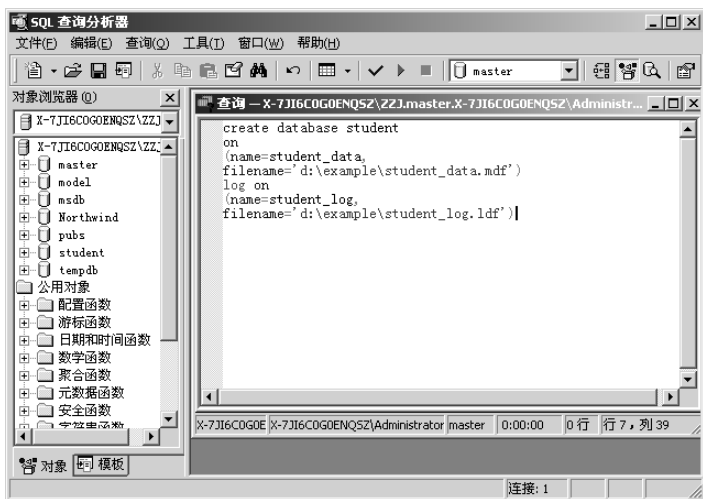 SQL 查询分析器
文件(F) 编辑(E) 查询(Q) 工具(T) 窗口(W) 帮助(H)
master
对象浏览器(O)
X-7JI6C0G0ENQSZ\ZZJ
X-7JI6C0G0ENQSZ\ZZJ
master
model
msdb
Northwind
pubs
student
tempdb
公用对象
配置函数
游标函数
日期和时间函数
数学函数
聚合函数
元数据函数
安全函数
字符串函数
对象 模板
查询 — X-7JI6C0G0ENQSZ\ZZJ.master.X-7JI6C0G0ENQSZ\Administr...
create database student
on
(name=student_data,
filename='d:\example\student_data.mdf')
log on
(name=student_log,
filename='d:\example\student_log.ldf')
X-7JI6C0G0E X-7JI6C0G0ENQSZ\Administrator master 0:00:00 0 行 行 7，列 39
连接: 1